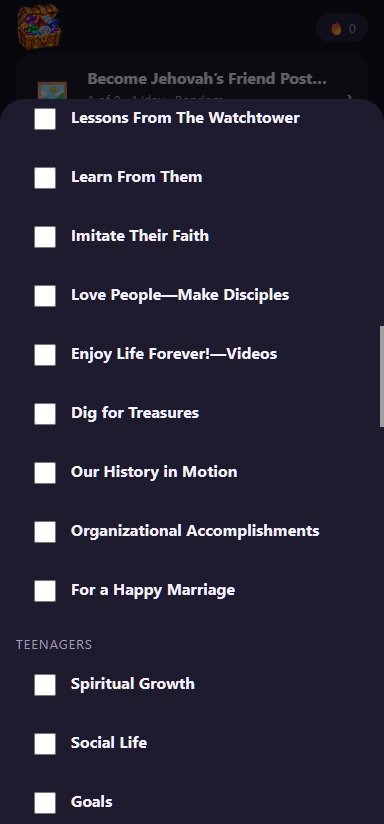 0
Become Jehovah's Friend Post...
Lessons From The Watchtower
Learn From Them
Imitate Their Faith
Love People—Make Disciples
Enjoy Life Forever!—Videos
Dig for Treasures
Our History in Motion
Organizational Accomplishments
For a Happy Marriage
TEENAGERS
Spiritual Growth
Social Life
Goals